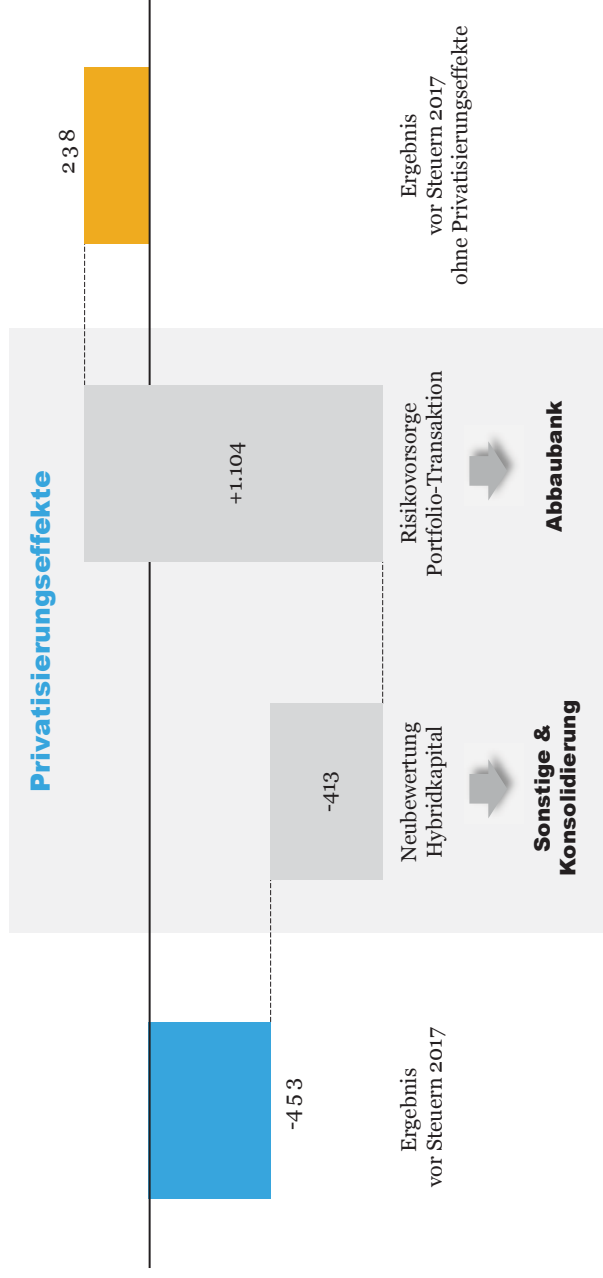 Privatisierungseffekte
238
+1.104
-413
-453
Ergebnis
vor Steuern 2017
Neubewertung
Hybridkapital
Risikovorsorge
Portfolio-Transaktion
Ergebnis
vor Steuern 2017
ohne Privatisierungseffekte
Sonstige &
Konsolidierung
Abbaubank